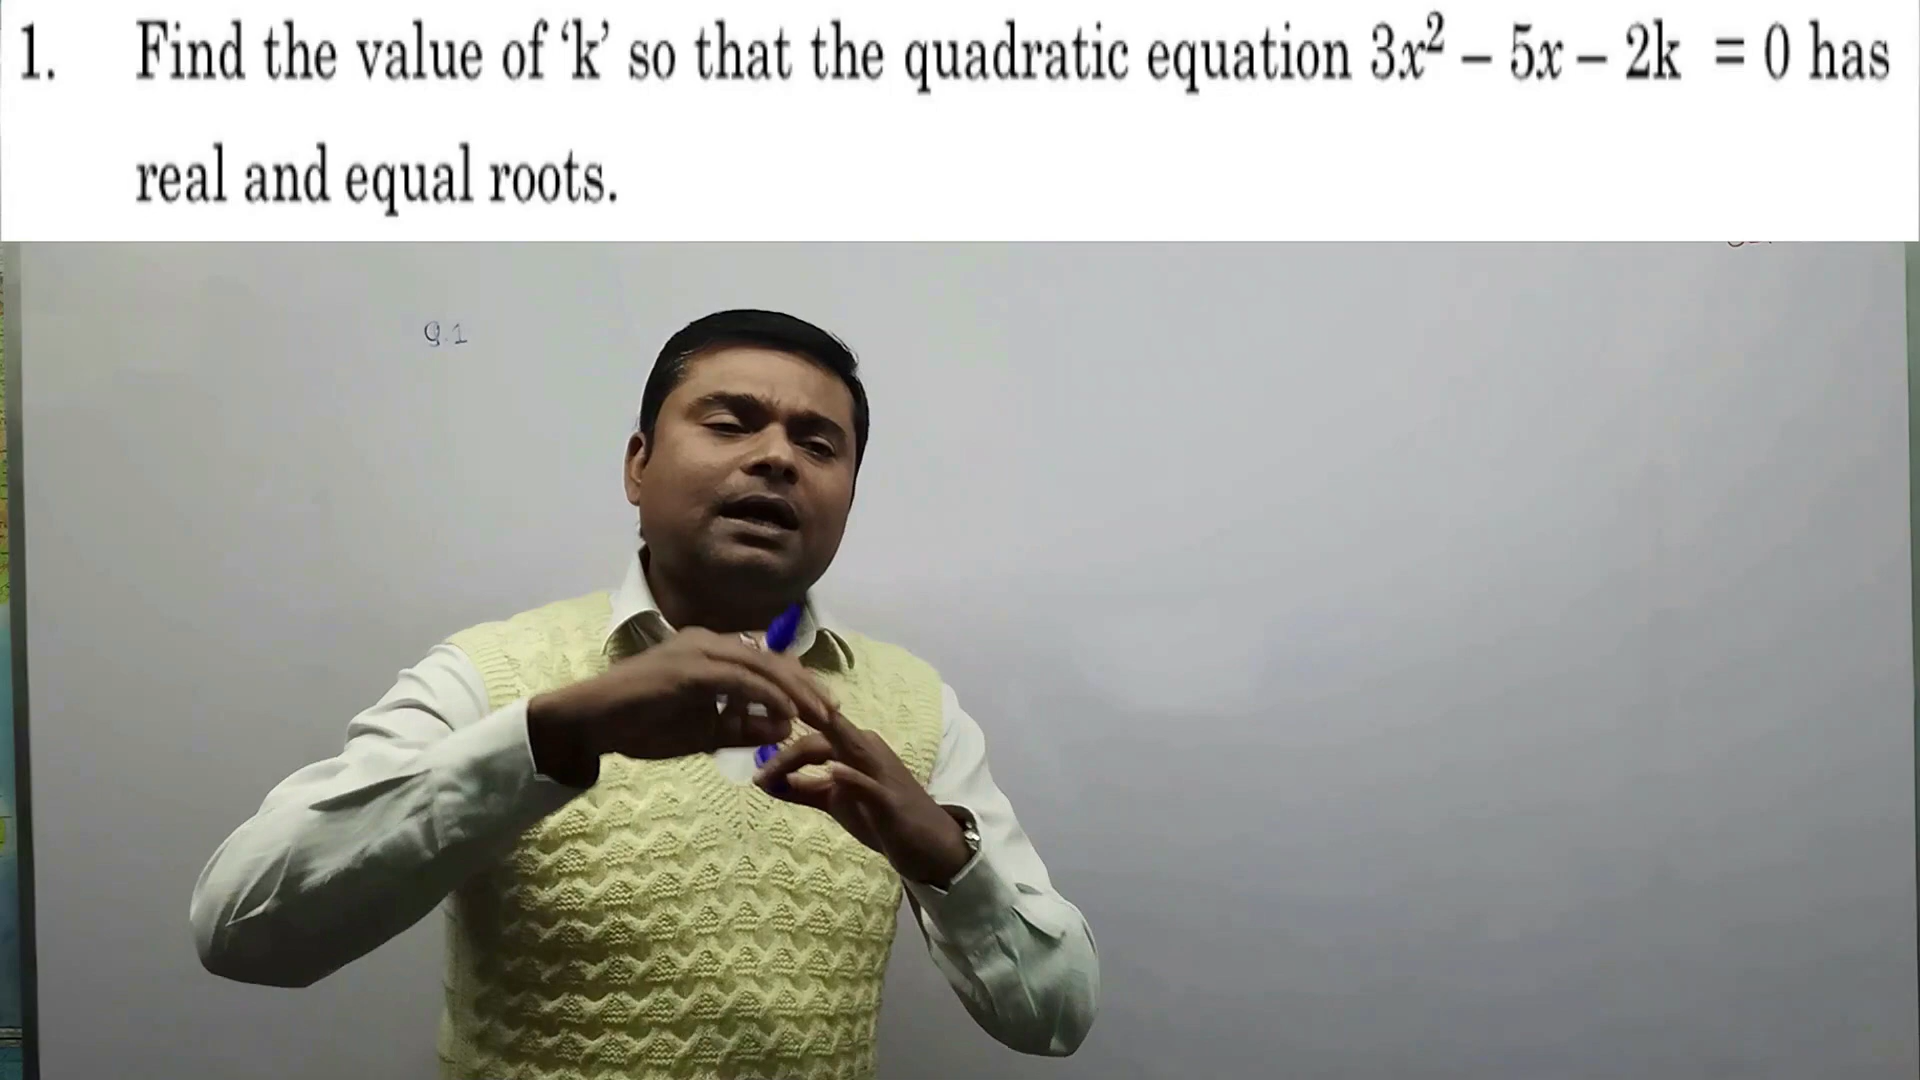 1. Find the value of ‘k’ so that the quadratic equation 3x² – 5x – 2k = 0 has
real and equal roots.
Q.1